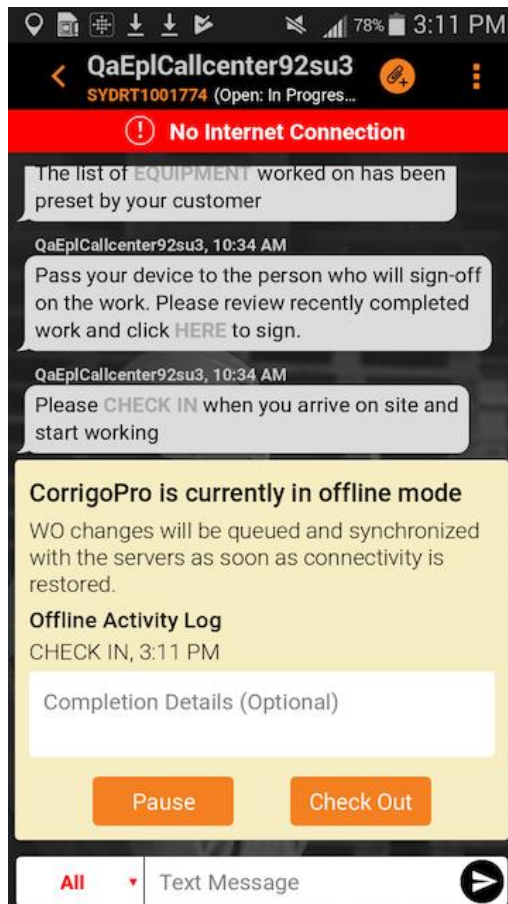 78% 3:11 PM
QaEplCallcenter92su3
SYDRT1001774 (Open: In Progres...
No Internet Connection
The list of EQUIPMENT worked on has been
preset by your customer
QaEplCallcenter92su3, 10:34 AM
Pass your device to the person who will sign-off
on the work. Please review recently completed
work and click HERE to sign.
QaEplCallcenter92su3, 10:34 AM
Please CHECK IN when you arrive on site and
start working
CorrigoPro is currently in offline mode
WO changes will be queued and synchronized
with the servers as soon as connectivity is
restored.
Offline Activity Log
CHECK IN, 3:11 PM
Completion Details (Optional)
Pause Check Out
All Text Message